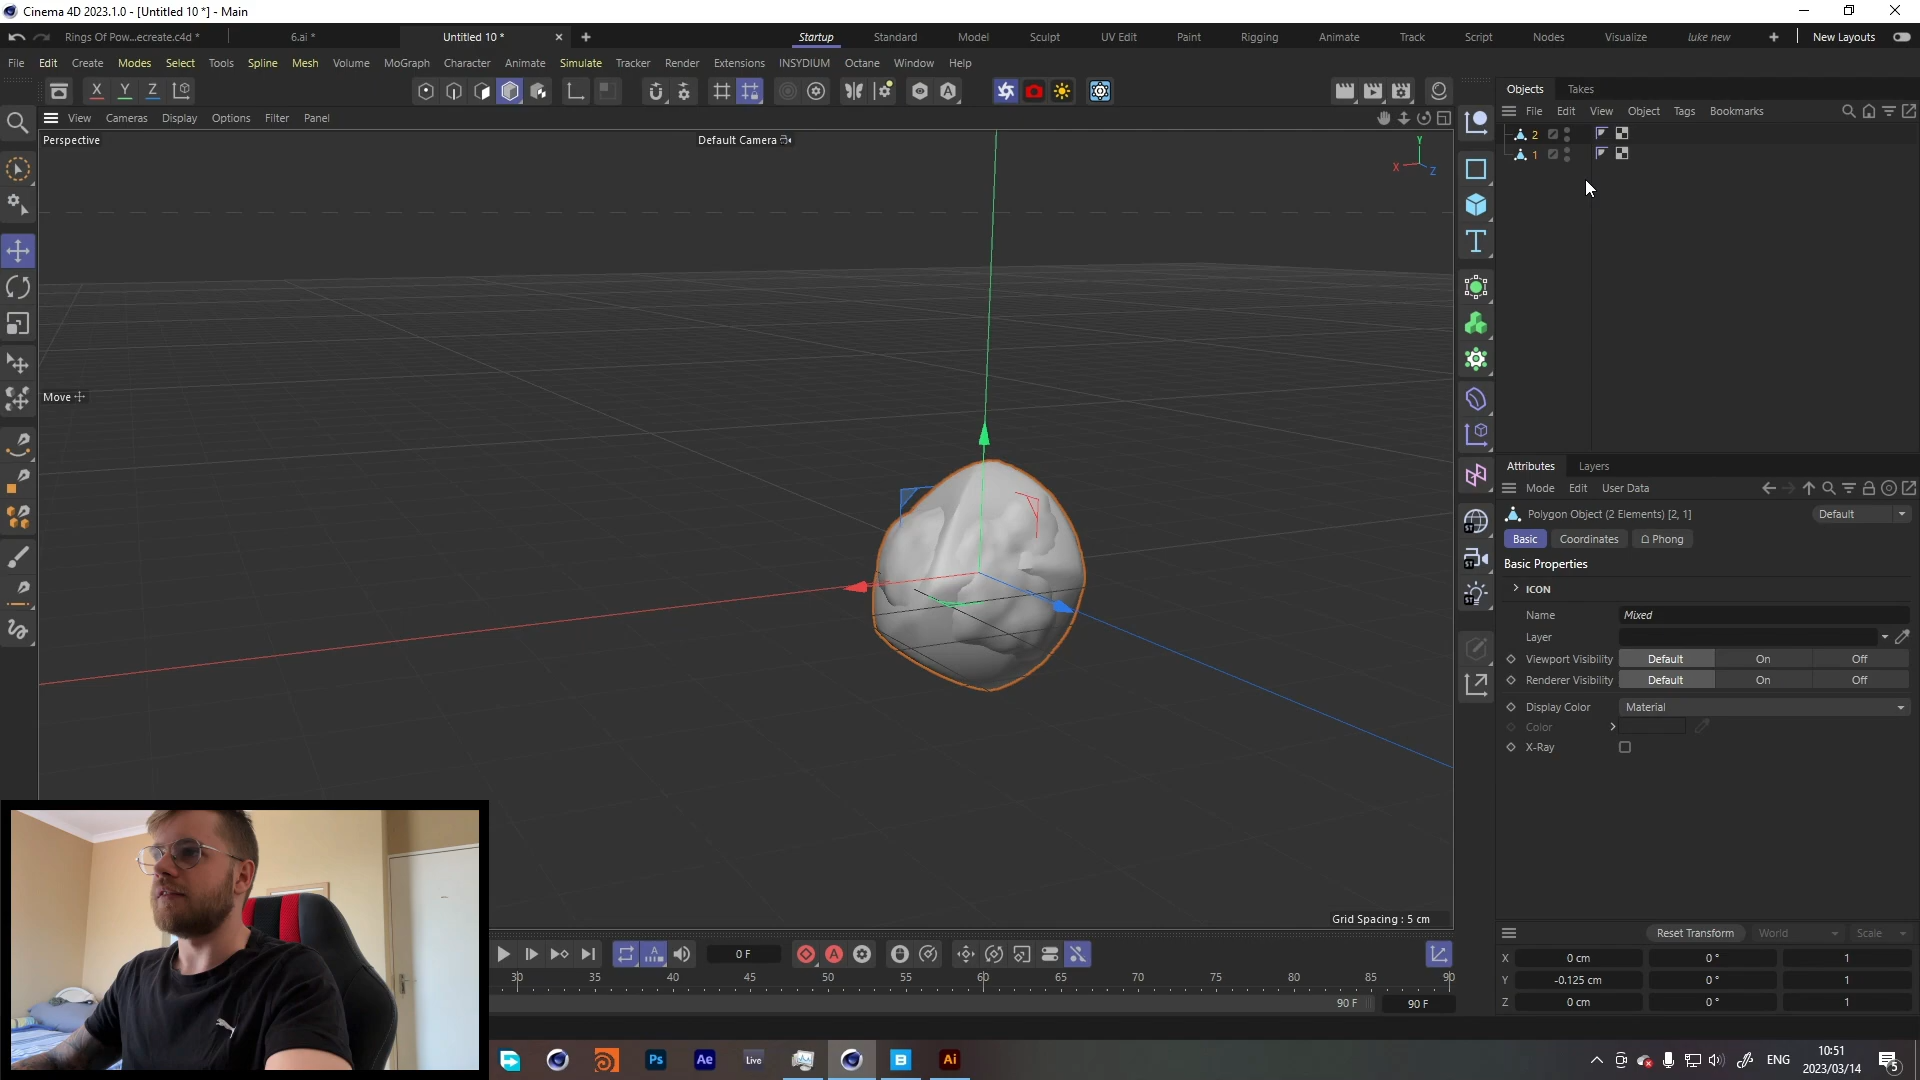 Cinema 4D 2023.1.0 - [Untitled 10 *] - Main
Rings Of Pow...ecreate.c4d *
6.ai *
Untitled 10 *
Startup Standard Model Sculpt UV Edit Paint Rigging Animate Track Script Nodes Visualize luke new New Layouts
File Edit Create Modes Select Tools Spline Mesh Volume MoGraph Character Animate Simulate Tracker Render Extensions INSYDIUM Octane Window Help
X Y Z
Objects Takes
View Cameras Display Options Filter Panel
File Edit View Object Tags Bookmarks
Perspective
Default Camera
2
1
Y
X
Z
Move
Attributes Layers
Mode Edit User Data
Polygon Object (2 Elements) [2, 1]
Default
Basic Coordinates Phong
Basic Properties
ICON
Name Mixed
Layer
Viewport Visibility Default On Off
Renderer Visibility Default On Off
Display Color Material
Color
X-Ray
ST
ST
ST
Grid Spacing : 5 cm
Reset Transform World Scale
0 F
X 0 cm 0 ° 1
Y -0.125 cm 0 ° 1
Z 0 cm 0 ° 1
30 35 40 45 50 55 60 65 70 75 80 85 90
90 F 90 F
Ps Ae Live Ai
ENG
10:51
2023/03/14
5